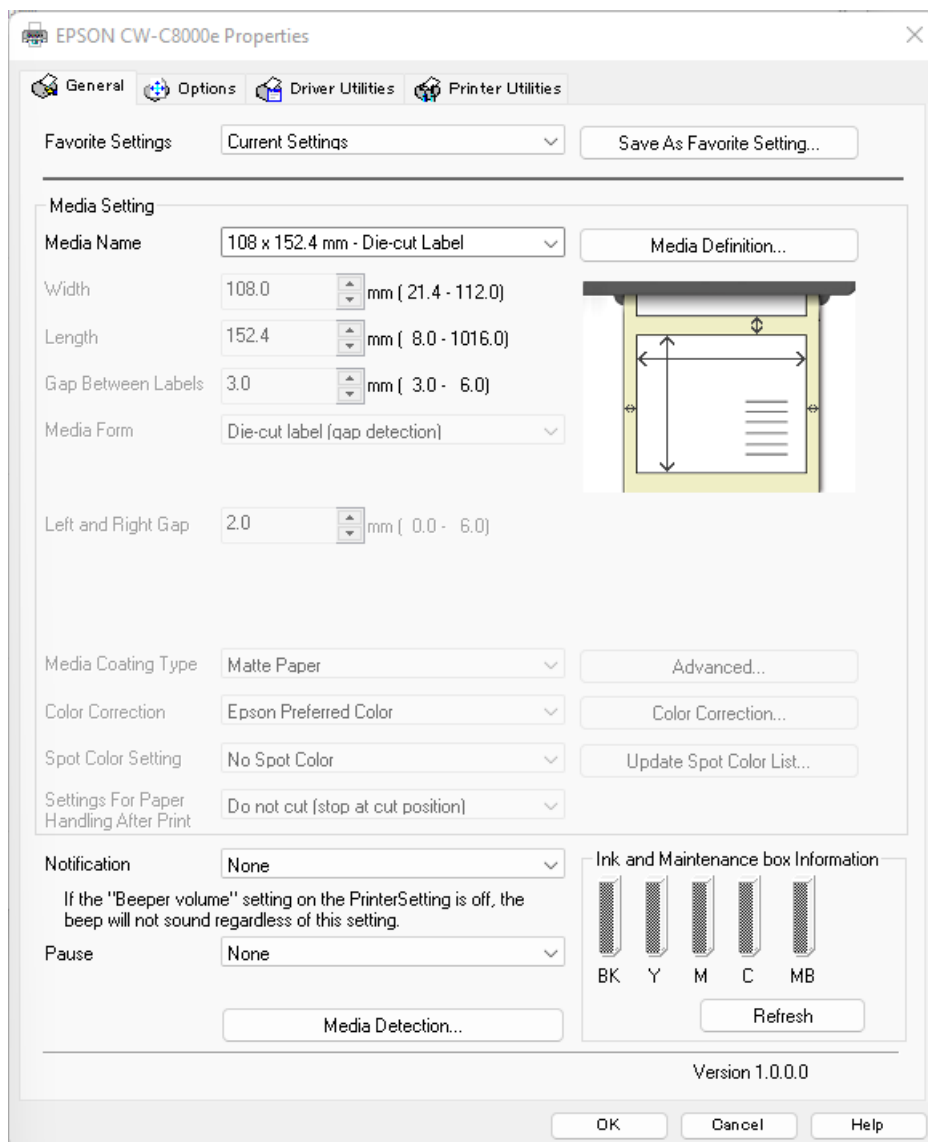 EPSON CW-C8000e Properties
General Options Driver Utilities Printer Utilities
Favorite Settings Current Settings Save As Favorite Setting...
Media Setting
Media Name 108 x 152.4 mm - Die-cut Label Media Definition...
Width 108.0 mm ( 21.4 - 112.0)
Length 152.4 mm ( 8.0 - 1016.0)
Gap Between Labels 3.0 mm ( 3.0 - 6.0)
Media Form Die-cut label (gap detection)
Left and Right Gap 2.0 mm ( 0.0 - 6.0)
Media Coating Type Matte Paper Advanced...
Color Correction Epson Preferred Color Color Correction...
Spot Color Setting No Spot Color Update Spot Color List...
Settings For Paper
Handling After Print Do not cut (stop at cut position)
Notification None Ink and Maintenance box Information
If the "Beeper volume" setting on the PrinterSetting is off, the
beep will not sound regardless of this setting.
Pause None
BK Y M C MB
Media Detection... Refresh
Version 1.0.0.0
OK Cancel Help